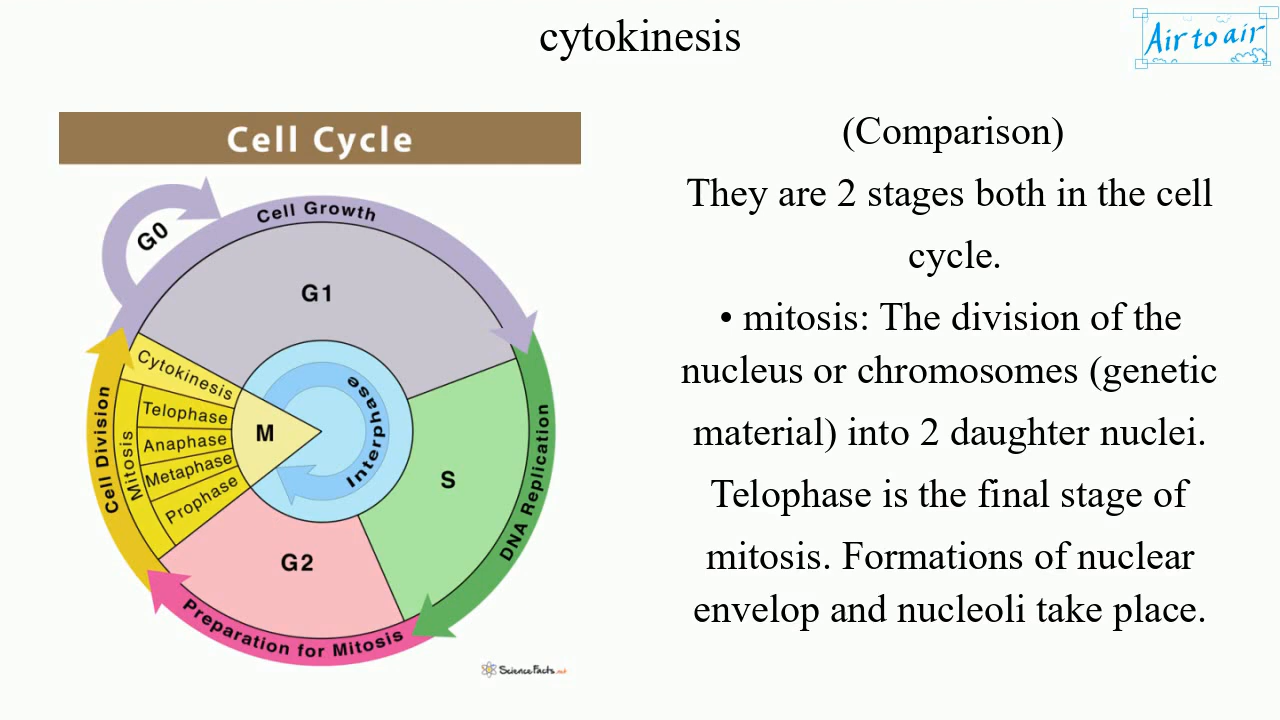 cytokinesis
Air to air
Cell Cycle
G0
Cell Growth
G1
Cytokinesis
Telophase
Anaphase
Metaphase
Prophase
Mitosis
Cell Division
M
Interphase
S
DNA Replication
G2
Preparation for Mitosis
ScienceFacts.net
(Comparison)
They are 2 stages both in the cell
cycle.
• mitosis: The division of the
nucleus or chromosomes (genetic
material) into 2 daughter nuclei.
Telophase is the final stage of
mitosis. Formations of nuclear
envelop and nucleoli take place.